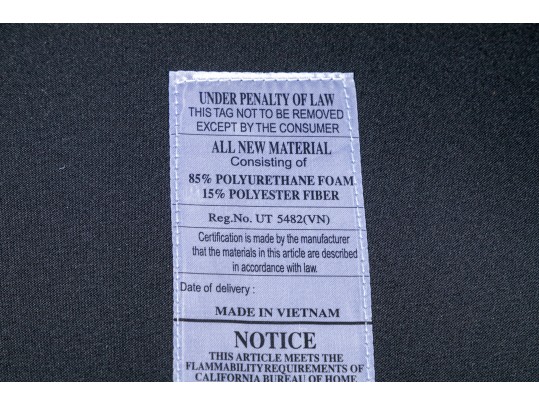 UNDER PENALTY OF LAW
THIS TAG NOT TO BE REMOVED
EXCEPT BY THE CONSUMER
ALL NEW MATERIAL
Consisting of
85% POLYURETHANE FOAM
15% POLYESTER FIBER
Reg.No. UT 5482(VN)
Certification is made by the manufacturer
that the materials in this article are described
in accordance with law.
Date of delivery :
MADE IN VIETNAM
NOTICE
THIS ARTICLE MEETS THE
FLAMMABILITY REQUIREMENTS OF
CALIFORNIA BUREAU OF HOME